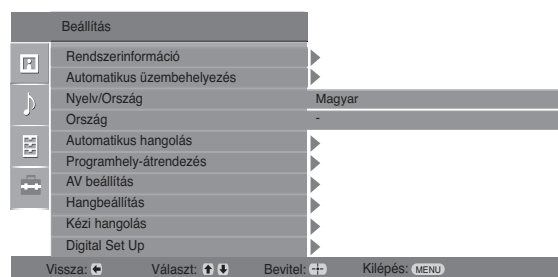 Beállítás
Rendszerinformáció
Automatikus üzembehelyezés
Nyelv/Ország Magyar
Ország -
Automatikus hangolás
Programhely-átrendezés
AV beállítás
Hangbeállítás
Kézi hangolás
Digital Set Up
Vissza: Választ: Bevitel: Kilépés: MENU